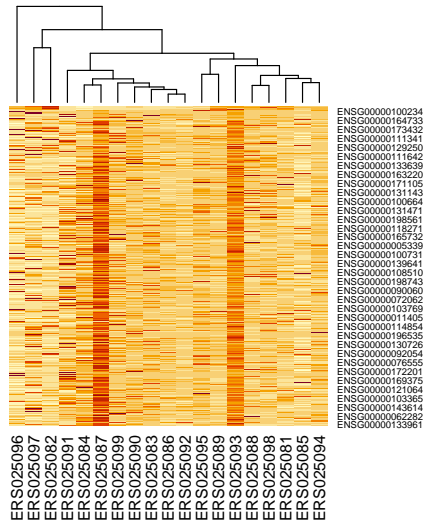 ENSG00000100234
ENSG00000164733
ENSG00000173432
ENSG00000111341
ENSG00000129250
ENSG00000111642
ENSG00000133639
ENSG00000163220
ENSG00000171105
ENSG00000131143
ENSG00000100664
ENSG00000131471
ENSG00000198561
ENSG00000118271
ENSG00000165732
ENSG00000005339
ENSG00000100731
ENSG00000139641
ENSG00000108510
ENSG00000198743
ENSG00000090060
ENSG00000072062
ENSG00000103769
ENSG00000011405
ENSG00000114854
ENSG00000196535
ENSG00000190726
ENSG00000092054
ENSG00000076555
ENSG00000172201
ENSG00000169375
ENSG00000121064
ENSG00000103365
ENSG00000143614
ENSG00000062282
ENSG00000133961
ERS025096
ERS025097
ERS025082
ERS025091
ERS025084
ERS025087
ERS025099
ERS025090
ERS025083
ERS025086
ERS025092
ERS025095
ERS025089
ERS025093
ERS025088
ERS025098
ERS025081
ERS025085
ERS025094